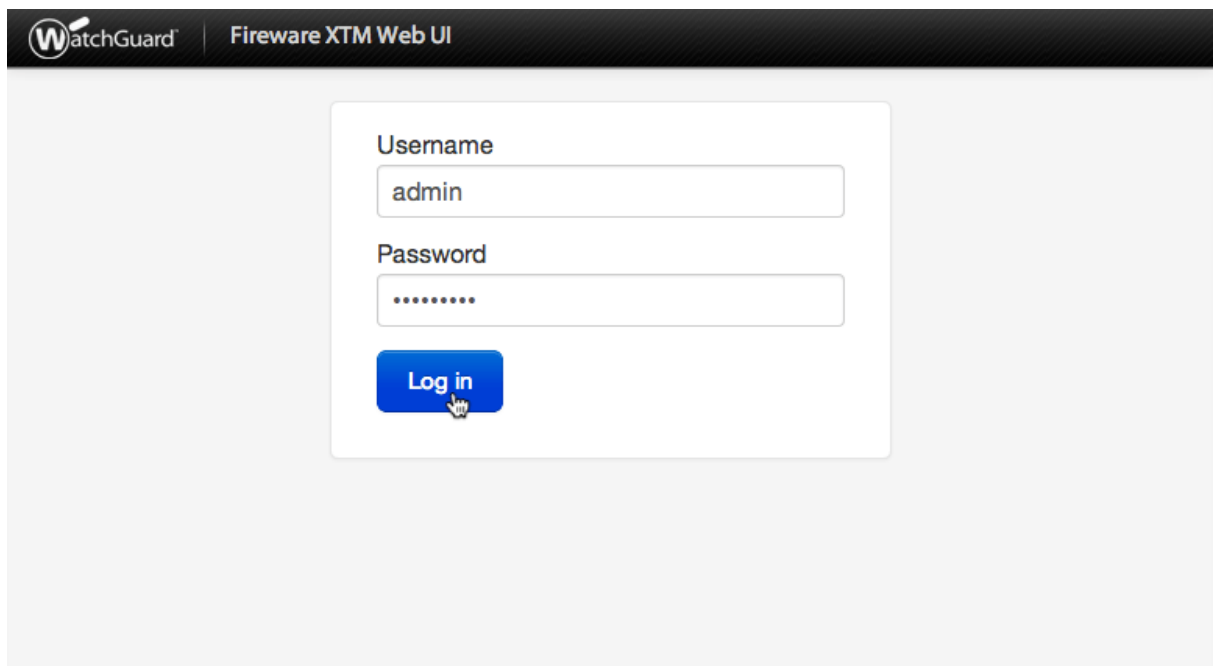 WatchGuard Fireware XTM Web UI
Username
admin
Password
•••••••••
Log in